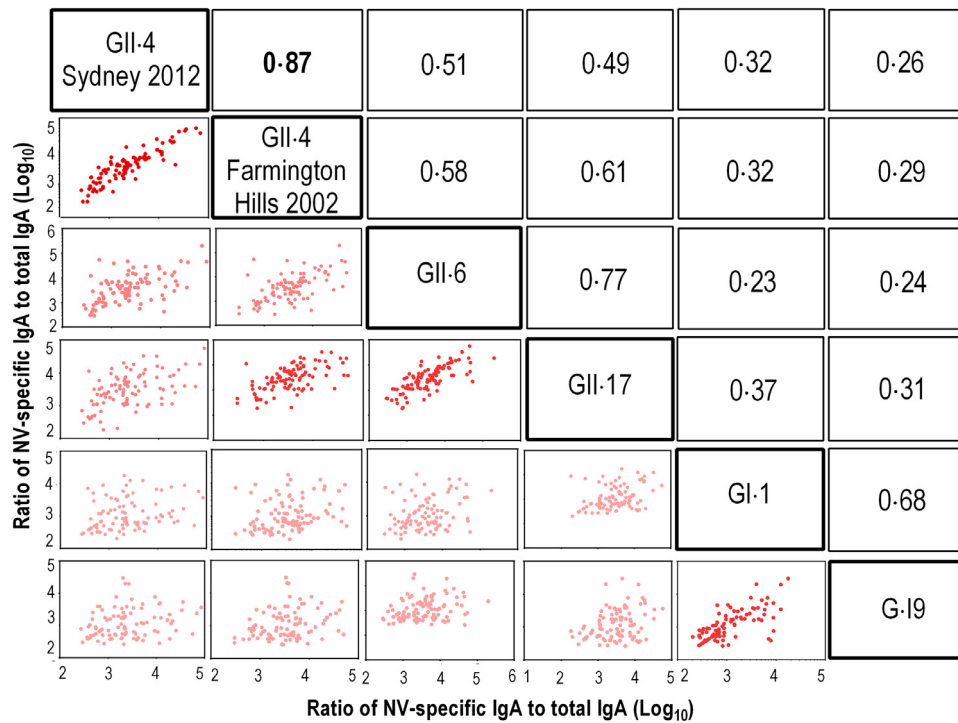 GII·4
Sydney 2012
0·87
0·51
0·49
0·32
0·26
5
4
3
2
GII·4
Farmington
Hills 2002
0·58
0·61
0·32
0·29
6
5
4
3
2
GII·6
0·77
0·23
0·24
5
4
3
2
GII·17
0·37
0·31
5
4
3
2
GI·1
0·68
5
4
3
2
G·I9
2 3 4 5
2 3 4 5
2 3 4 5 6
1 2 3 4 5
2 3 4 5
Ratio of NV-specific IgA to total IgA (Log10)
Ratio of NV-specific IgA to total IgA (Log10)